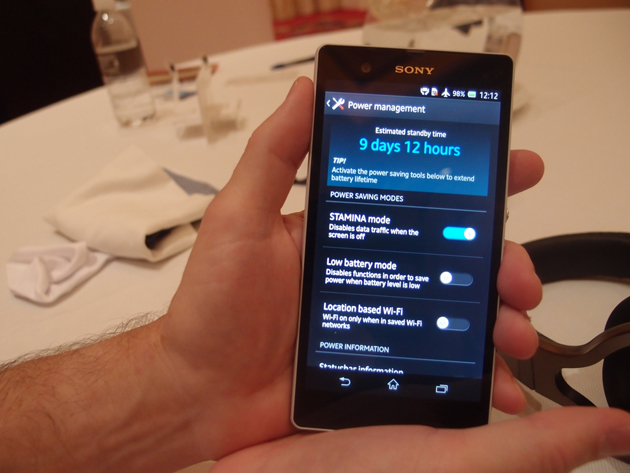 SONY
98% 12:12
Power management
Estimated standby time
9 days 12 hours
TIP!
Activate the power saving tools below to extend
battery lifetime
POWER SAVING MODES
STAMINA mode
Disables data traffic when the
screen is off
Low battery mode
Disables functions in order to save
power when battery level is low
Location based Wi-Fi
Wi-Fi on only when in saved Wi-Fi
networks
POWER INFORMATION
Statusbar information